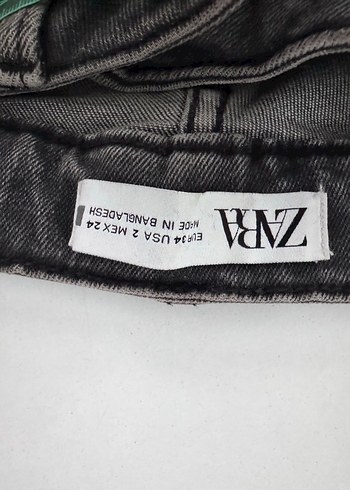 ZARA
EUR 34 USA 2 MEX 24
MADE IN BANGLADESH